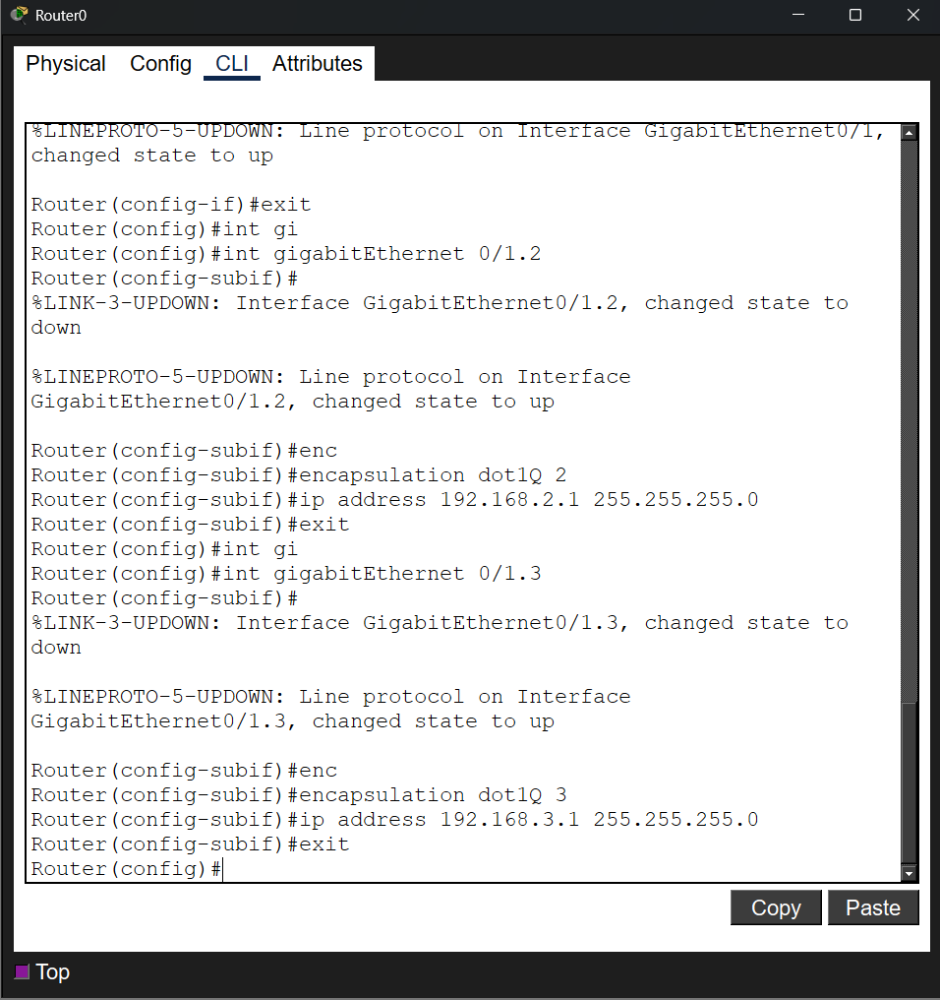 Router0
Physical Config CLI Attributes
%LINEPROTO-5-UPDOWN: Line protocol on Interface GigabitEthernet0/1,
changed state to up
Router(config-if)#exit
Router(config)#int gi
Router(config)#int gigabitEthernet 0/1.2
Router(config-subif)#
%LINK-3-UPDOWN: Interface GigabitEthernet0/1.2, changed state to
down
%LINEPROTO-5-UPDOWN: Line protocol on Interface
GigabitEthernet0/1.2, changed state to up
Router(config-subif)#enc
Router(config-subif)#encapsulation dot1Q 2
Router(config-subif)#ip address 192.168.2.1 255.255.255.0
Router(config-subif)#exit
Router(config)#int gi
Router(config)#int gigabitEthernet 0/1.3
Router(config-subif)#
%LINK-3-UPDOWN: Interface GigabitEthernet0/1.3, changed state to
down
%LINEPROTO-5-UPDOWN: Line protocol on Interface
GigabitEthernet0/1.3, changed state to up
Router(config-subif)#enc
Router(config-subif)#encapsulation dot1Q 3
Router(config-subif)#ip address 192.168.3.1 255.255.255.0
Router(config-subif)#exit
Router(config)#
Copy Paste
Top